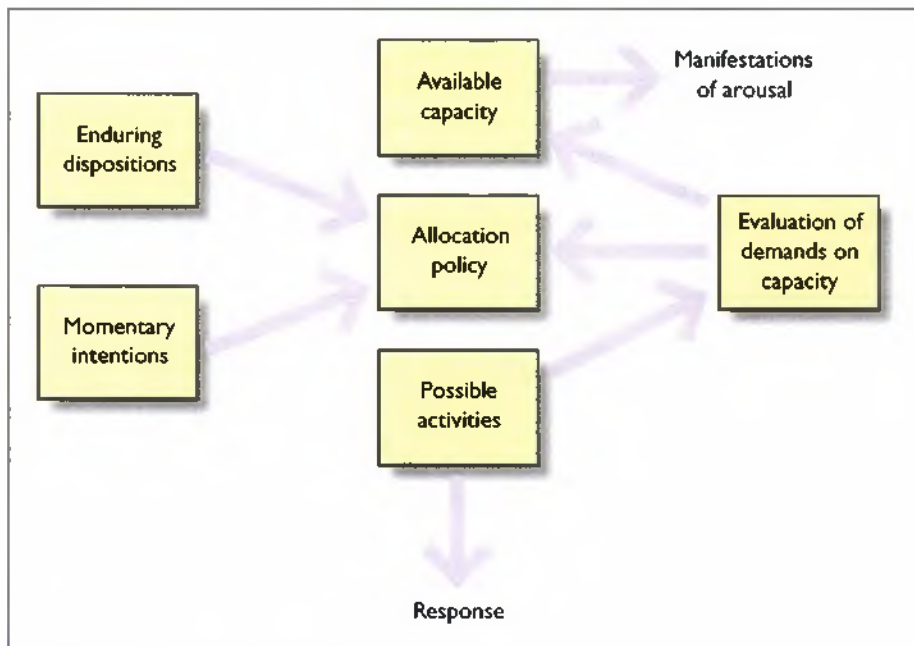 Available
capacity
Manifestations
of arousal
Enduring
dispositions
Allocation
policy
Evaluation of
demands on
capacity
Momentary
intentions
Possible
activities
Response